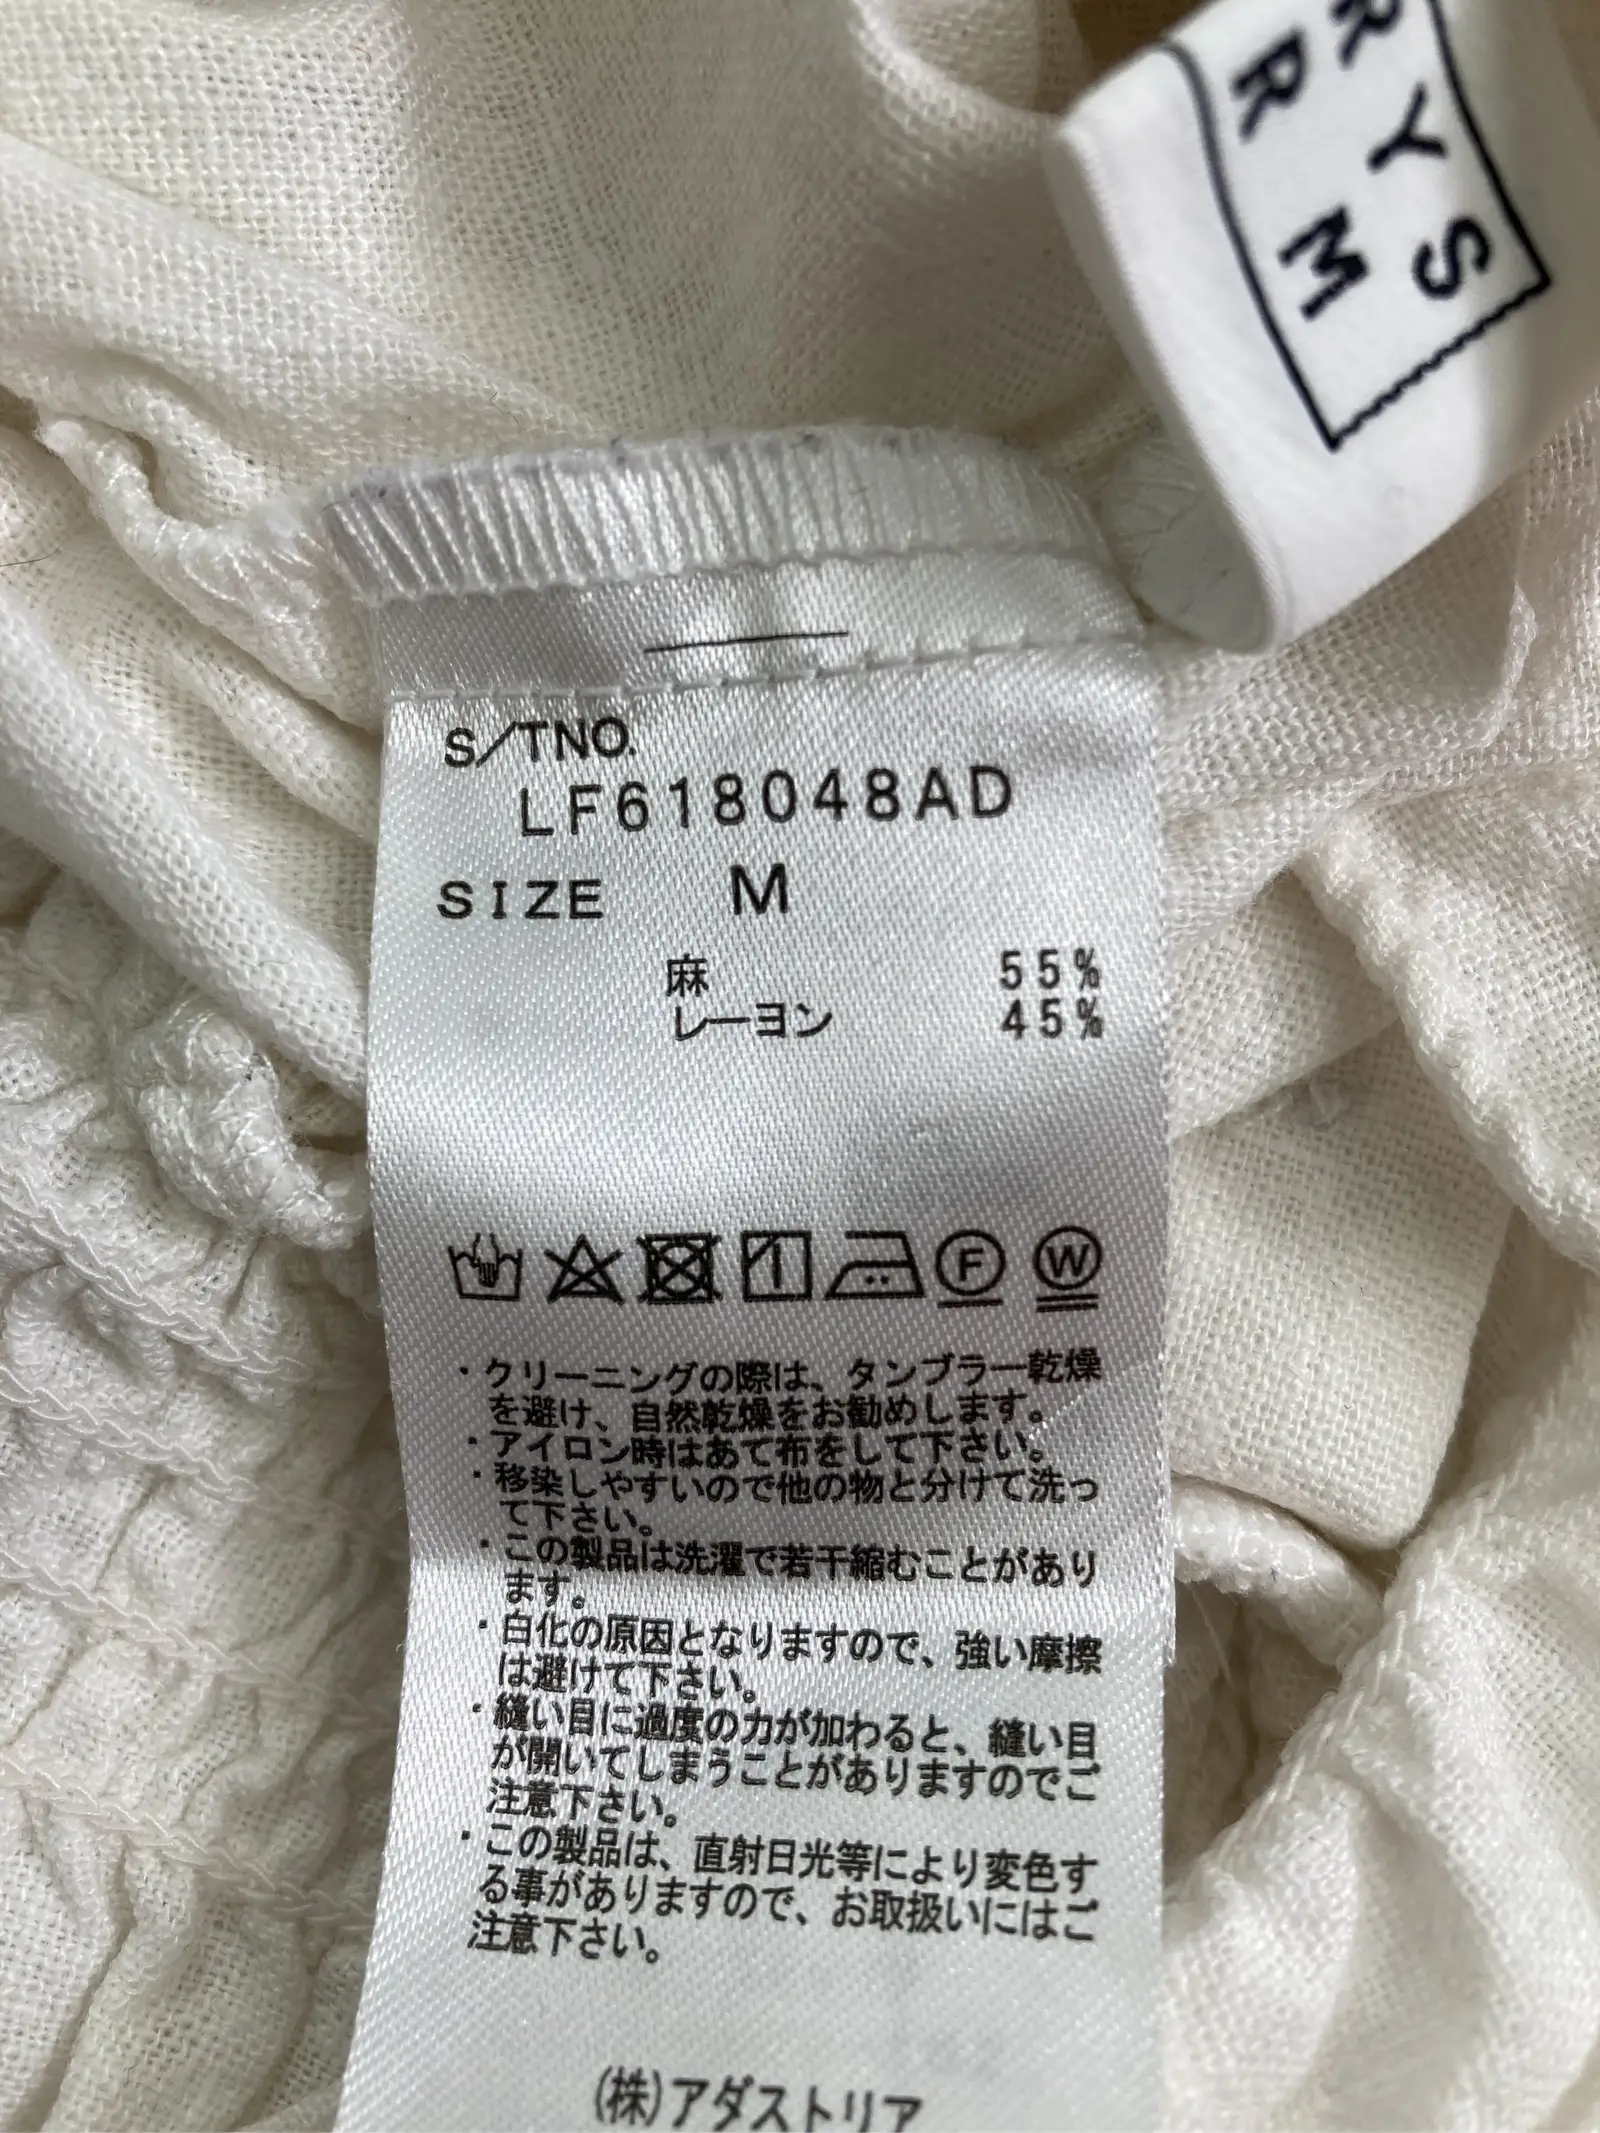 RYS
RM
S/TNO.
LF618048AD
SIZE M
麻 55%
レーヨン 45%
1 F W
・クリーニングの際は、タンブラー乾燥
を避け、自然乾燥をお勧めします。
・アイロン時はあて布をして下さい。
・移染しやすいので他の物と分けて洗っ
て下さい。
・この製品は洗濯で若干縮むことがあり
ます。
・白化の原因となりますので、強い摩擦
は避けて下さい。
・縫い目に過度の力が加わると、縫い目
が開いてしまうことがありますのでご
注意下さい。
・この製品は、直射日光等により変色す
る事がありますので、お取扱いにはご
注意下さい。
(株)アダストリア